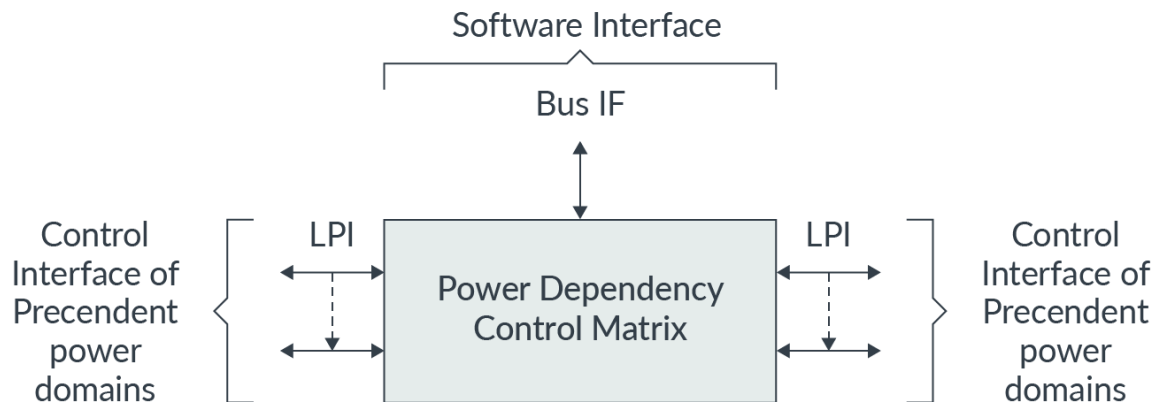 Software Interface
Bus IF
Control
Interface of
Precendent
power
domains
LPI
Power Dependency
Control Matrix
LPI
Control
Interface of
Precendent
power
domains